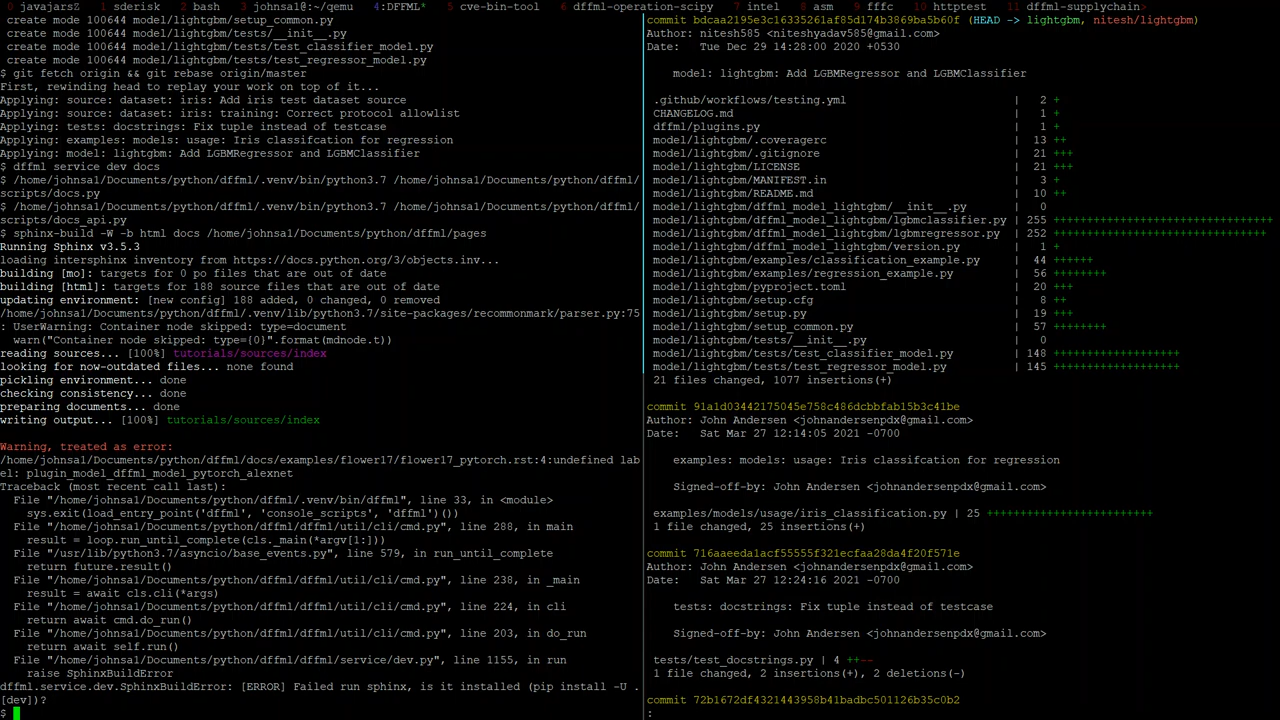 0 javajarsZ  1 sderisk  2 bash  3 johnsa1@:~/qemu  4:DFFML*  5 cve-bin-tool  6 dffml-operation-scipy  7 intel  8 asm  9 fffc  10 httptest  11 dffml-supplychain>
create mode 100644 model/lightgbm/setup_common.py
create mode 100644 model/lightgbm/tests/__init__.py
create mode 100644 model/lightgbm/tests/test_classifier_model.py
create mode 100644 model/lightgbm/tests/test_regressor_model.py
$ git fetch origin && git rebase origin/master
First, rewinding head to replay your work on top of it...
Applying: source: dataset: iris: Add iris test dataset source
Applying: source: dataset: iris: training: Correct protocol allowlist
Applying: tests: docstrings: Fix tuple instead of testcase
Applying: examples: models: usage: Iris classifcation for regression
Applying: model: lightgbm: Add LGBMRegressor and LGBMClassifier
$ dffml service dev docs
$ /home/johnsa1/Documents/python/dffml/.venv/bin/python3.7 /home/johnsa1/Documents/python/dffml/
scripts/docs.py
$ /home/johnsa1/Documents/python/dffml/.venv/bin/python3.7 /home/johnsa1/Documents/python/dffml/
scripts/docs_api.py
$ sphinx-build -W -b html docs /home/johnsa1/Documents/python/dffml/pages
Running Sphinx v3.5.3
loading intersphinx inventory from https://docs.python.org/3/objects.inv...
building [mo]: targets for 0 po files that are out of date
building [html]: targets for 188 source files that are out of date
updating environment: [new config] 188 added, 0 changed, 0 removed
/home/johnsa1/Documents/python/dffml/.venv/lib/python3.7/site-packages/recommonmark/parser.py:75
: UserWarning: Container node skipped: type=document
warn("Container node skipped: type={0}".format(mdnode.t))
reading sources... [100%] tutorials/sources/index
looking for now-outdated files... none found
pickling environment... done
checking consistency... done
preparing documents... done
writing output... [100%] tutorials/sources/index
Warning, treated as error:
/home/johnsa1/Documents/python/dffml/docs/examples/flower17/flower17_pytorch.rst:4:undefined lab
el: plugin_model_dffml_model_pytorch_alexnet
Traceback (most recent call last):
File "/home/johnsa1/Documents/python/dffml/.venv/bin/dffml", line 33, in <module>
sys.exit(load_entry_point('dffml', 'console_scripts', 'dffml')())
File "/home/johnsa1/Documents/python/dffml/dffml/util/cli/cmd.py", line 288, in main
result = loop.run_until_complete(cls._main(*argv[1:]))
File "/usr/lib/python3.7/asyncio/base_events.py", line 579, in run_until_complete
return future.result()
File "/home/johnsa1/Documents/python/dffml/dffml/util/cli/cmd.py", line 238, in _main
result = await cls.cli(*args)
File "/home/johnsa1/Documents/python/dffml/dffml/util/cli/cmd.py", line 224, in cli
return await cmd.do_run()
File "/home/johnsa1/Documents/python/dffml/dffml/util/cli/cmd.py", line 203, in do_run
return await self.run()
File "/home/johnsa1/Documents/python/dffml/dffml/service/dev.py", line 1155, in run
raise SphinxBuildError
dffml.service.dev.SphinxBuildError: [ERROR] Failed run sphinx, is it installed (pip install -U .
[dev])?
$
commit bdcaa2195e3c16335261af85d174b3869ba5b60f (HEAD -> lightgbm, nitesh/lightgbm)
Author: nitesh585 <niteshyadav585@gmail.com>
Date:   Tue Dec 29 14:28:00 2020 +0530
model: lightgbm: Add LGBMRegressor and LGBMClassifier
.github/workflows/testing.yml | 2 +
CHANGELOG.md | 1 +
dffml/plugins.py | 1 +
model/lightgbm/.coveragerc | 13 ++
model/lightgbm/.gitignore | 21 +++
model/lightgbm/LICENSE | 21 +++
model/lightgbm/MANIFEST.in | 3 +
model/lightgbm/README.md | 10 ++
model/lightgbm/dffml_model_lightgbm/__init__.py | 0
model/lightgbm/dffml_model_lightgbm/lgbmclassifier.py | 255 +++++++++++++++++++++++++++++++++
model/lightgbm/dffml_model_lightgbm/lgbmregressor.py | 252 ++++++++++++++++++++++++++++++++
model/lightgbm/dffml_model_lightgbm/version.py | 1 +
model/lightgbm/examples/classification_example.py | 44 ++++++
model/lightgbm/examples/regression_example.py | 56 ++++++++
model/lightgbm/pyproject.toml | 20 +++
model/lightgbm/setup.cfg | 8 ++
model/lightgbm/setup.py | 19 +++
model/lightgbm/setup_common.py | 57 ++++++++
model/lightgbm/tests/__init__.py | 0
model/lightgbm/tests/test_classifier_model.py | 148 +++++++++++++++++++
model/lightgbm/tests/test_regressor_model.py | 145 +++++++++++++++++++
21 files changed, 1077 insertions(+)
commit 91a1d03442175045e758c486dcbbfab15b3c41be
Author: John Andersen <johnandersenpdx@gmail.com>
Date:   Sat Mar 27 12:14:05 2021 -0700
examples: models: usage: Iris classifcation for regression
Signed-off-by: John Andersen <johnandersenpdx@gmail.com>
examples/models/usage/iris_classification.py | 25 +++++++++++++++++++++++++
1 file changed, 25 insertions(+)
commit 716aaeeda1acf55555f321ecfaa28da4f20f571e
Author: John Andersen <johnandersenpdx@gmail.com>
Date:   Sat Mar 27 12:24:16 2021 -0700
tests: docstrings: Fix tuple instead of testcase
Signed-off-by: John Andersen <johnandersenpdx@gmail.com>
tests/test_docstrings.py | 4 ++--
1 file changed, 2 insertions(+), 2 deletions(-)
commit 72b1672df4321443958b41badbc501126b35c0b2
: